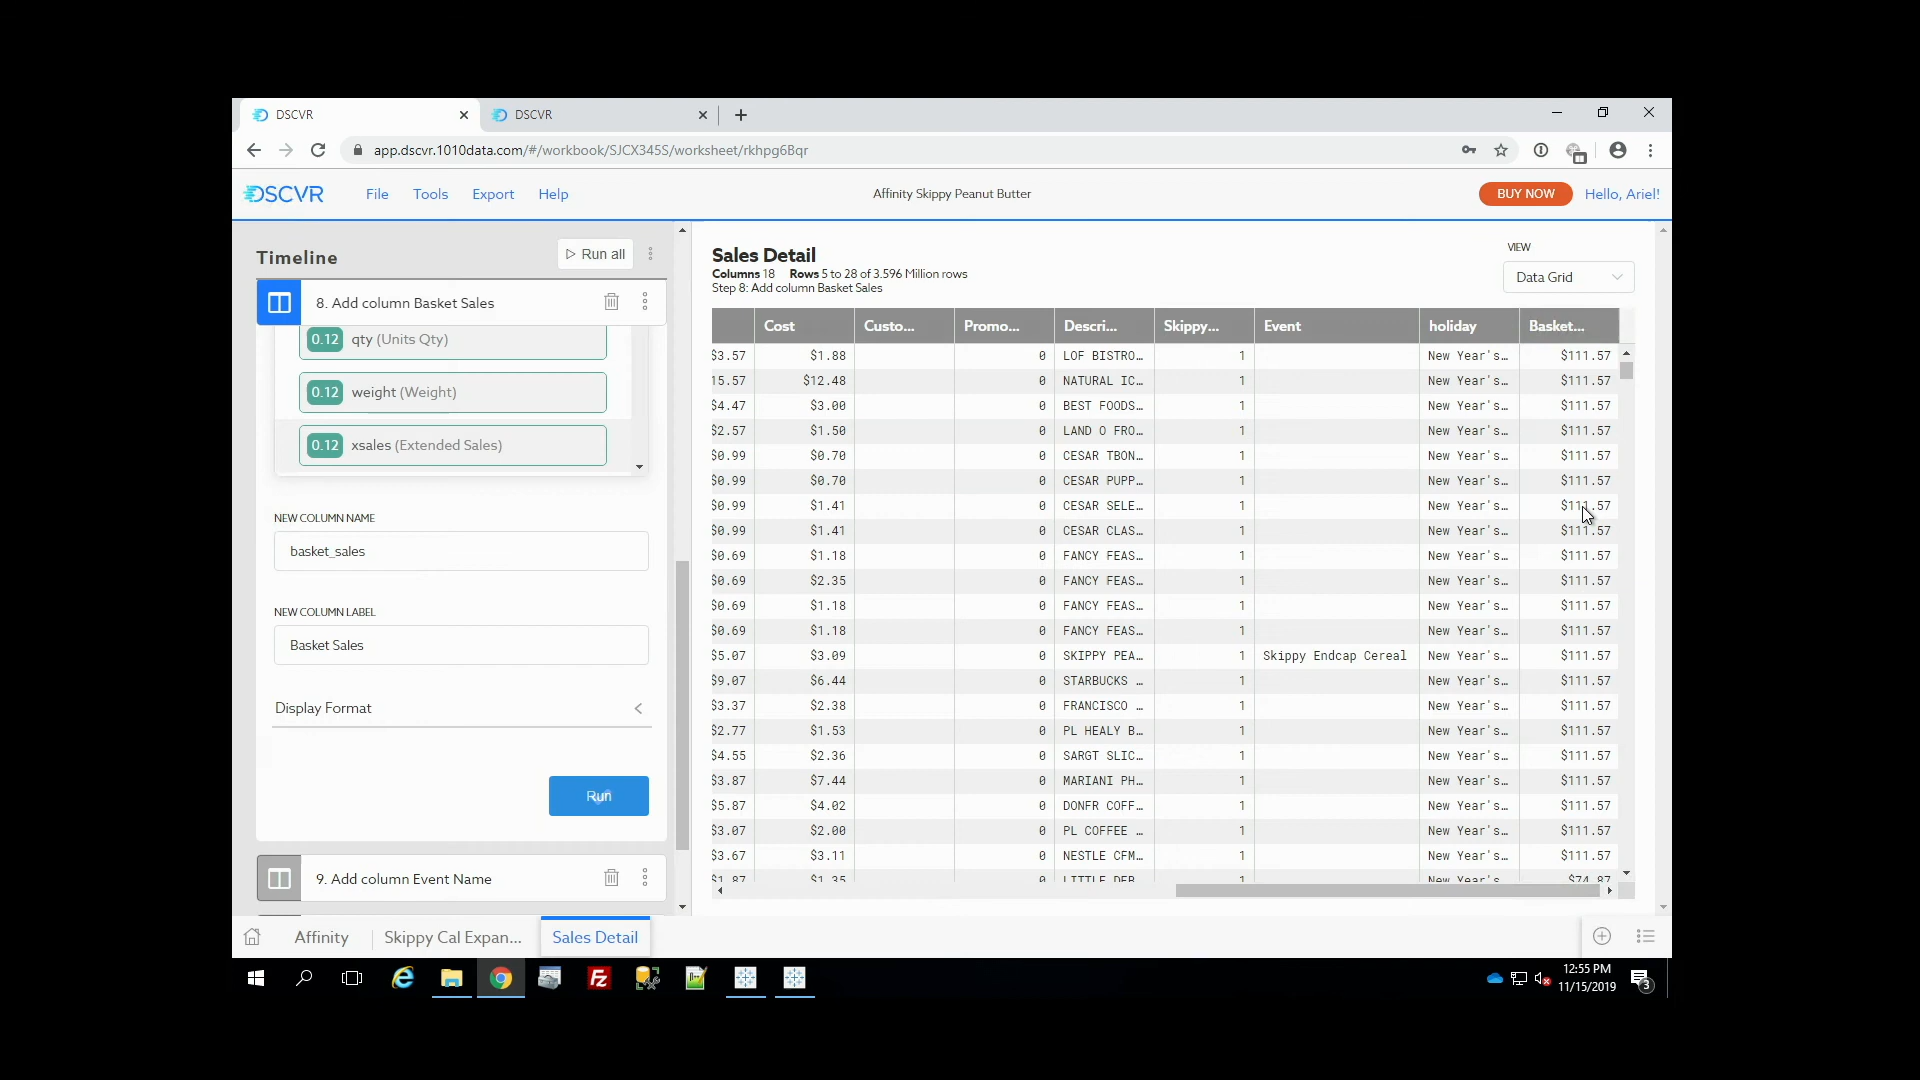 DSCVR
DSCVR
app.dscvr.1010data.com/#/workbook/SJCX345S/worksheet/rkhpg6Bqr
DSCVR File Tools Export Help Affinity Skippy Peanut Butter BUY NOW Hello, Ariel!
Timeline
Run all
8. Add column Basket Sales
0.12 qty (Units Qty)
0.12 weight (Weight)
0.12 xsales (Extended Sales)
NEW COLUMN NAME
basket_sales
NEW COLUMN LABEL
Basket Sales
Display Format
Run
9. Add column Event Name
Sales Detail
Columns 18 Rows 5 to 28 of 3.596 Million rows
Step 8: Add column Basket Sales
VIEW
Data Grid
Cost Custo... Promo... Descri... Skippy... Event holiday Basket...
$3.57 $1.88 0 LOF BISTRO… 1 New Year's… $111.57
15.57 $12.48 0 NATURAL IC… 1 New Year's… $111.57
$4.47 $3.00 0 BEST FOODS… 1 New Year's… $111.57
$2.57 $1.50 0 LAND O FRO… 1 New Year's… $111.57
$0.99 $0.70 0 CESAR TBON… 1 New Year's… $111.57
$0.99 $0.70 0 CESAR PUPP… 1 New Year's… $111.57
$0.99 $1.41 0 CESAR SELE… 1 New Year's… $111.57
$0.99 $1.41 0 CESAR CLAS… 1 New Year's… $111.57
$0.69 $1.18 0 FANCY FEAS… 1 New Year's… $111.57
$0.69 $2.35 0 FANCY FEAS… 1 New Year's… $111.57
$0.69 $1.18 0 FANCY FEAS… 1 New Year's… $111.57
$0.69 $1.18 0 FANCY FEAS… 1 New Year's… $111.57
$5.07 $3.09 0 SKIPPY PEA… 1 Skippy Endcap Cereal New Year's… $111.57
$9.07 $6.44 0 STARBUCKS … 1 New Year's… $111.57
$3.37 $2.38 0 FRANCISCO … 1 New Year's… $111.57
$2.77 $1.53 0 PL HEALY B… 1 New Year's… $111.57
$4.55 $2.36 0 SARGT SLIC… 1 New Year's… $111.57
$3.87 $7.44 0 MARIANI PH… 1 New Year's… $111.57
$5.87 $4.02 0 DONFR COFF… 1 New Year's… $111.57
$3.07 $2.00 0 PL COFFEE … 1 New Year's… $111.57
$3.67 $3.11 0 NESTLE CFM… 1 New Year's… $111.57
$1.87 $1.35 0 LITTLE DEB… 1 New Year's… $74.87
Affinity Skippy Cal Expan... Sales Detail
12:55 PM
11/15/2019
3